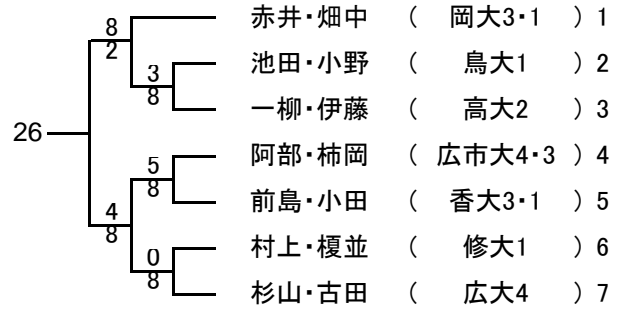 赤井・畑中 ( 岡大3・1 ) 1
8
2
池田・小野 ( 鳥大1 ) 2
3
8
一柳・伊藤 ( 高大2 ) 3
26
阿部・柿岡 ( 広市大4・3 ) 4
5
8
前島・小田 ( 香大3・1 ) 5
4
8
村上・榎並 ( 修大1 ) 6
0
8
杉山・古田 ( 広大4 ) 7